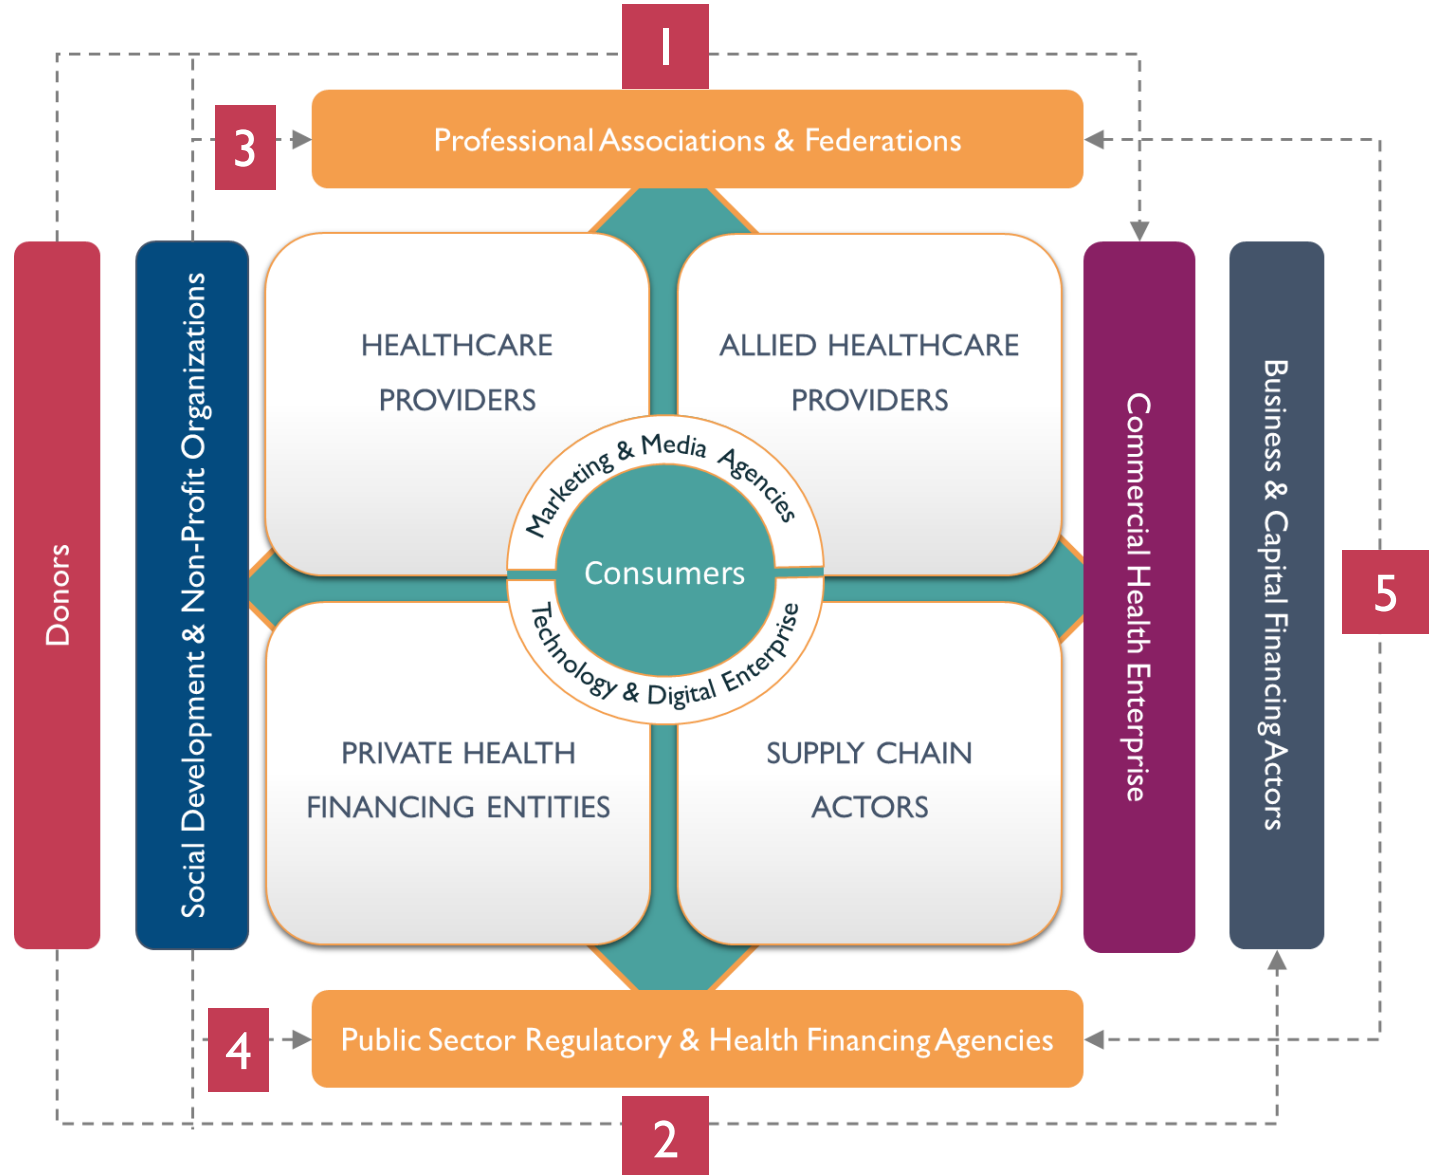 1
3
Professional Associations & Federations
Donors
Social Development & Non-Profit Organizations
HEALTHCARE
PROVIDERS
ALLIED HEALTHCARE
PROVIDERS
Marketing & Media Agencies
Consumers
Technology & Digital Enterprise
PRIVATE HEALTH
FINANCING ENTITIES
SUPPLY CHAIN
ACTORS
Commercial Health Enterprise
Business & Capital Financing Actors
5
4
Public Sector Regulatory & Health Financing Agencies
2